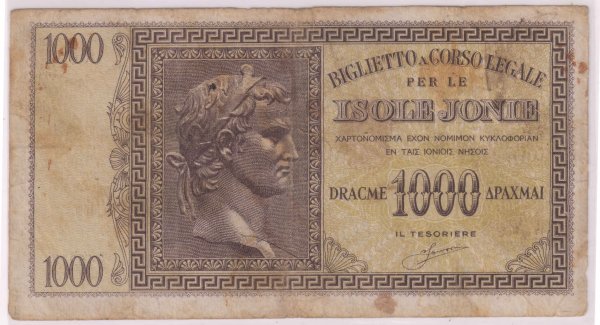 1000
BIGLIETTO A CORSO LEGALE
PER LE
ISOLE JONIE
ΧΑΡΤΟΝΟΜΙΣΜΑ ΕΧΟΝ ΝΟΜΙΜΟΝ ΚΥΚΛΟΦΟΡΙΑΝ
ΕΝ ΤΑΙΣ ΙΟΝΙΟΙΣ ΝΗΣΟΙΣ
DRACME 1000 ΔΡΑΧΜΑΙ
IL TESORIERE
1000